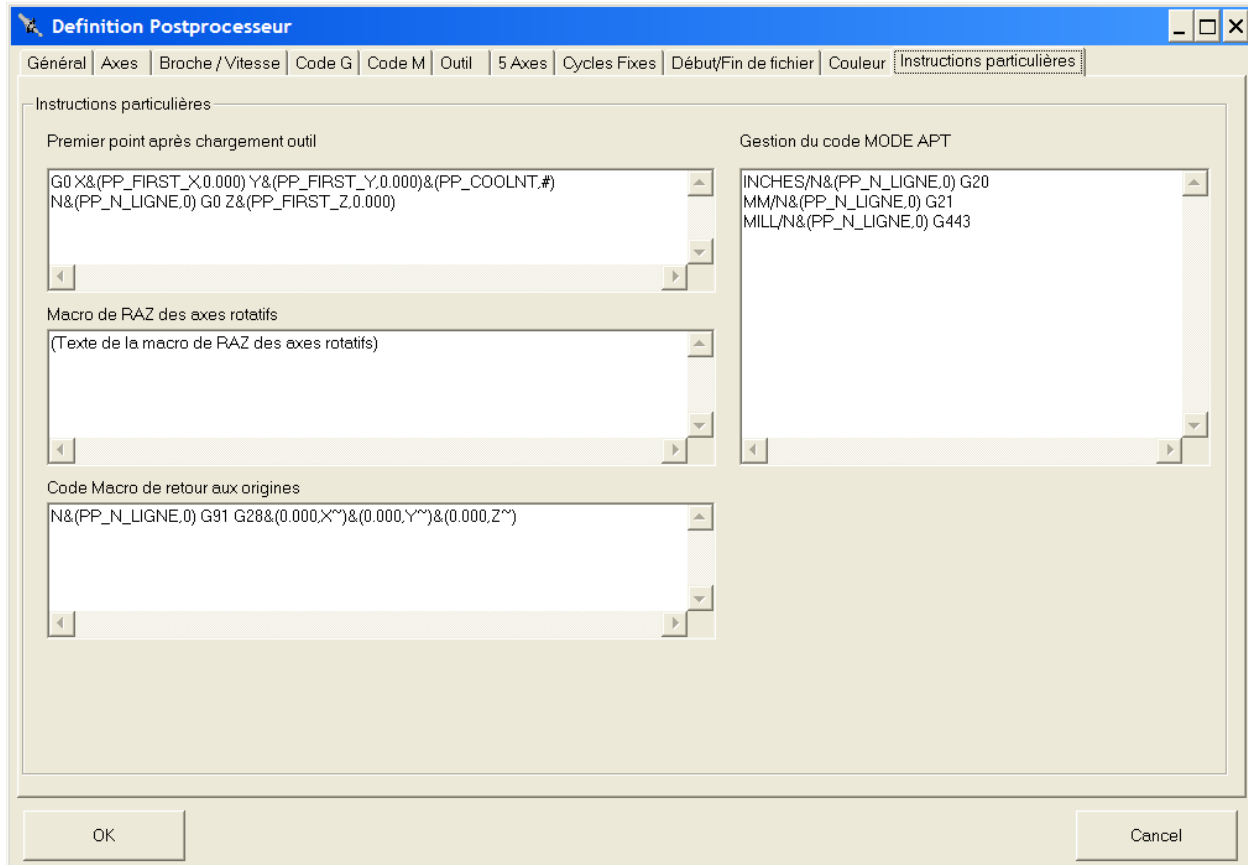 Definition Postprocesseur
Général Axes Broche / Vitesse Code G Code M Outil 5 Axes Cycles Fixes Début/Fin de fichier Couleur Instructions particulières
Instructions particulières
Premier point après chargement outil
G0 X&(PP_FIRST_X,0.000) Y&(PP_FIRST_Y,0.000)&(PP_COOLNT,#)
N&(PP_N_LIGNE,0) G0 Z&(PP_FIRST_Z,0.000)
Macro de RAZ des axes rotatifs
(Texte de la macro de RAZ des axes rotatifs)
Code Macro de retour aux origines
N&(PP_N_LIGNE,0) G91 G28&(0.000,X~)&(0.000,Y~)&(0.000,Z~)
Gestion du code MODE APT
INCHES/N&(PP_N_LIGNE,0) G20
MM/N&(PP_N_LIGNE,0) G21
MILL/N&(PP_N_LIGNE,0) G443
OK Cancel